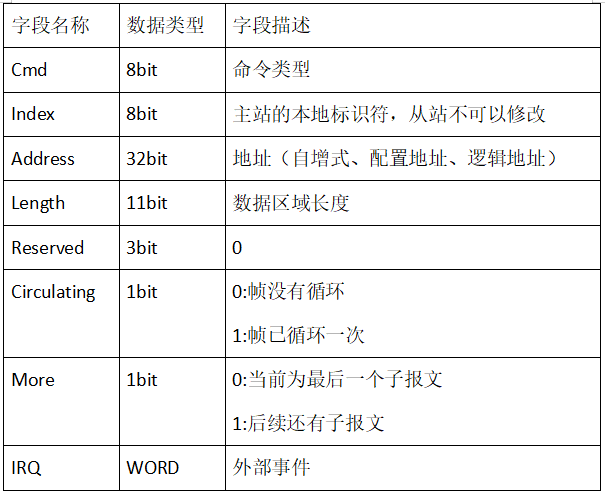 字段名称 数据类型 字段描述
Cmd 8bit 命令类型
Index 8bit 主站的本地标识符，从站不可以修改
Address 32bit 地址（自增式、配置地址、逻辑地址）
Length 11bit 数据区域长度
Reserved 3bit 0
Circulating 1bit 0:帧没有循环
1:帧已循环一次
More 1bit 0:当前为最后一个子报文
1:后续还有子报文
IRQ WORD 外部事件